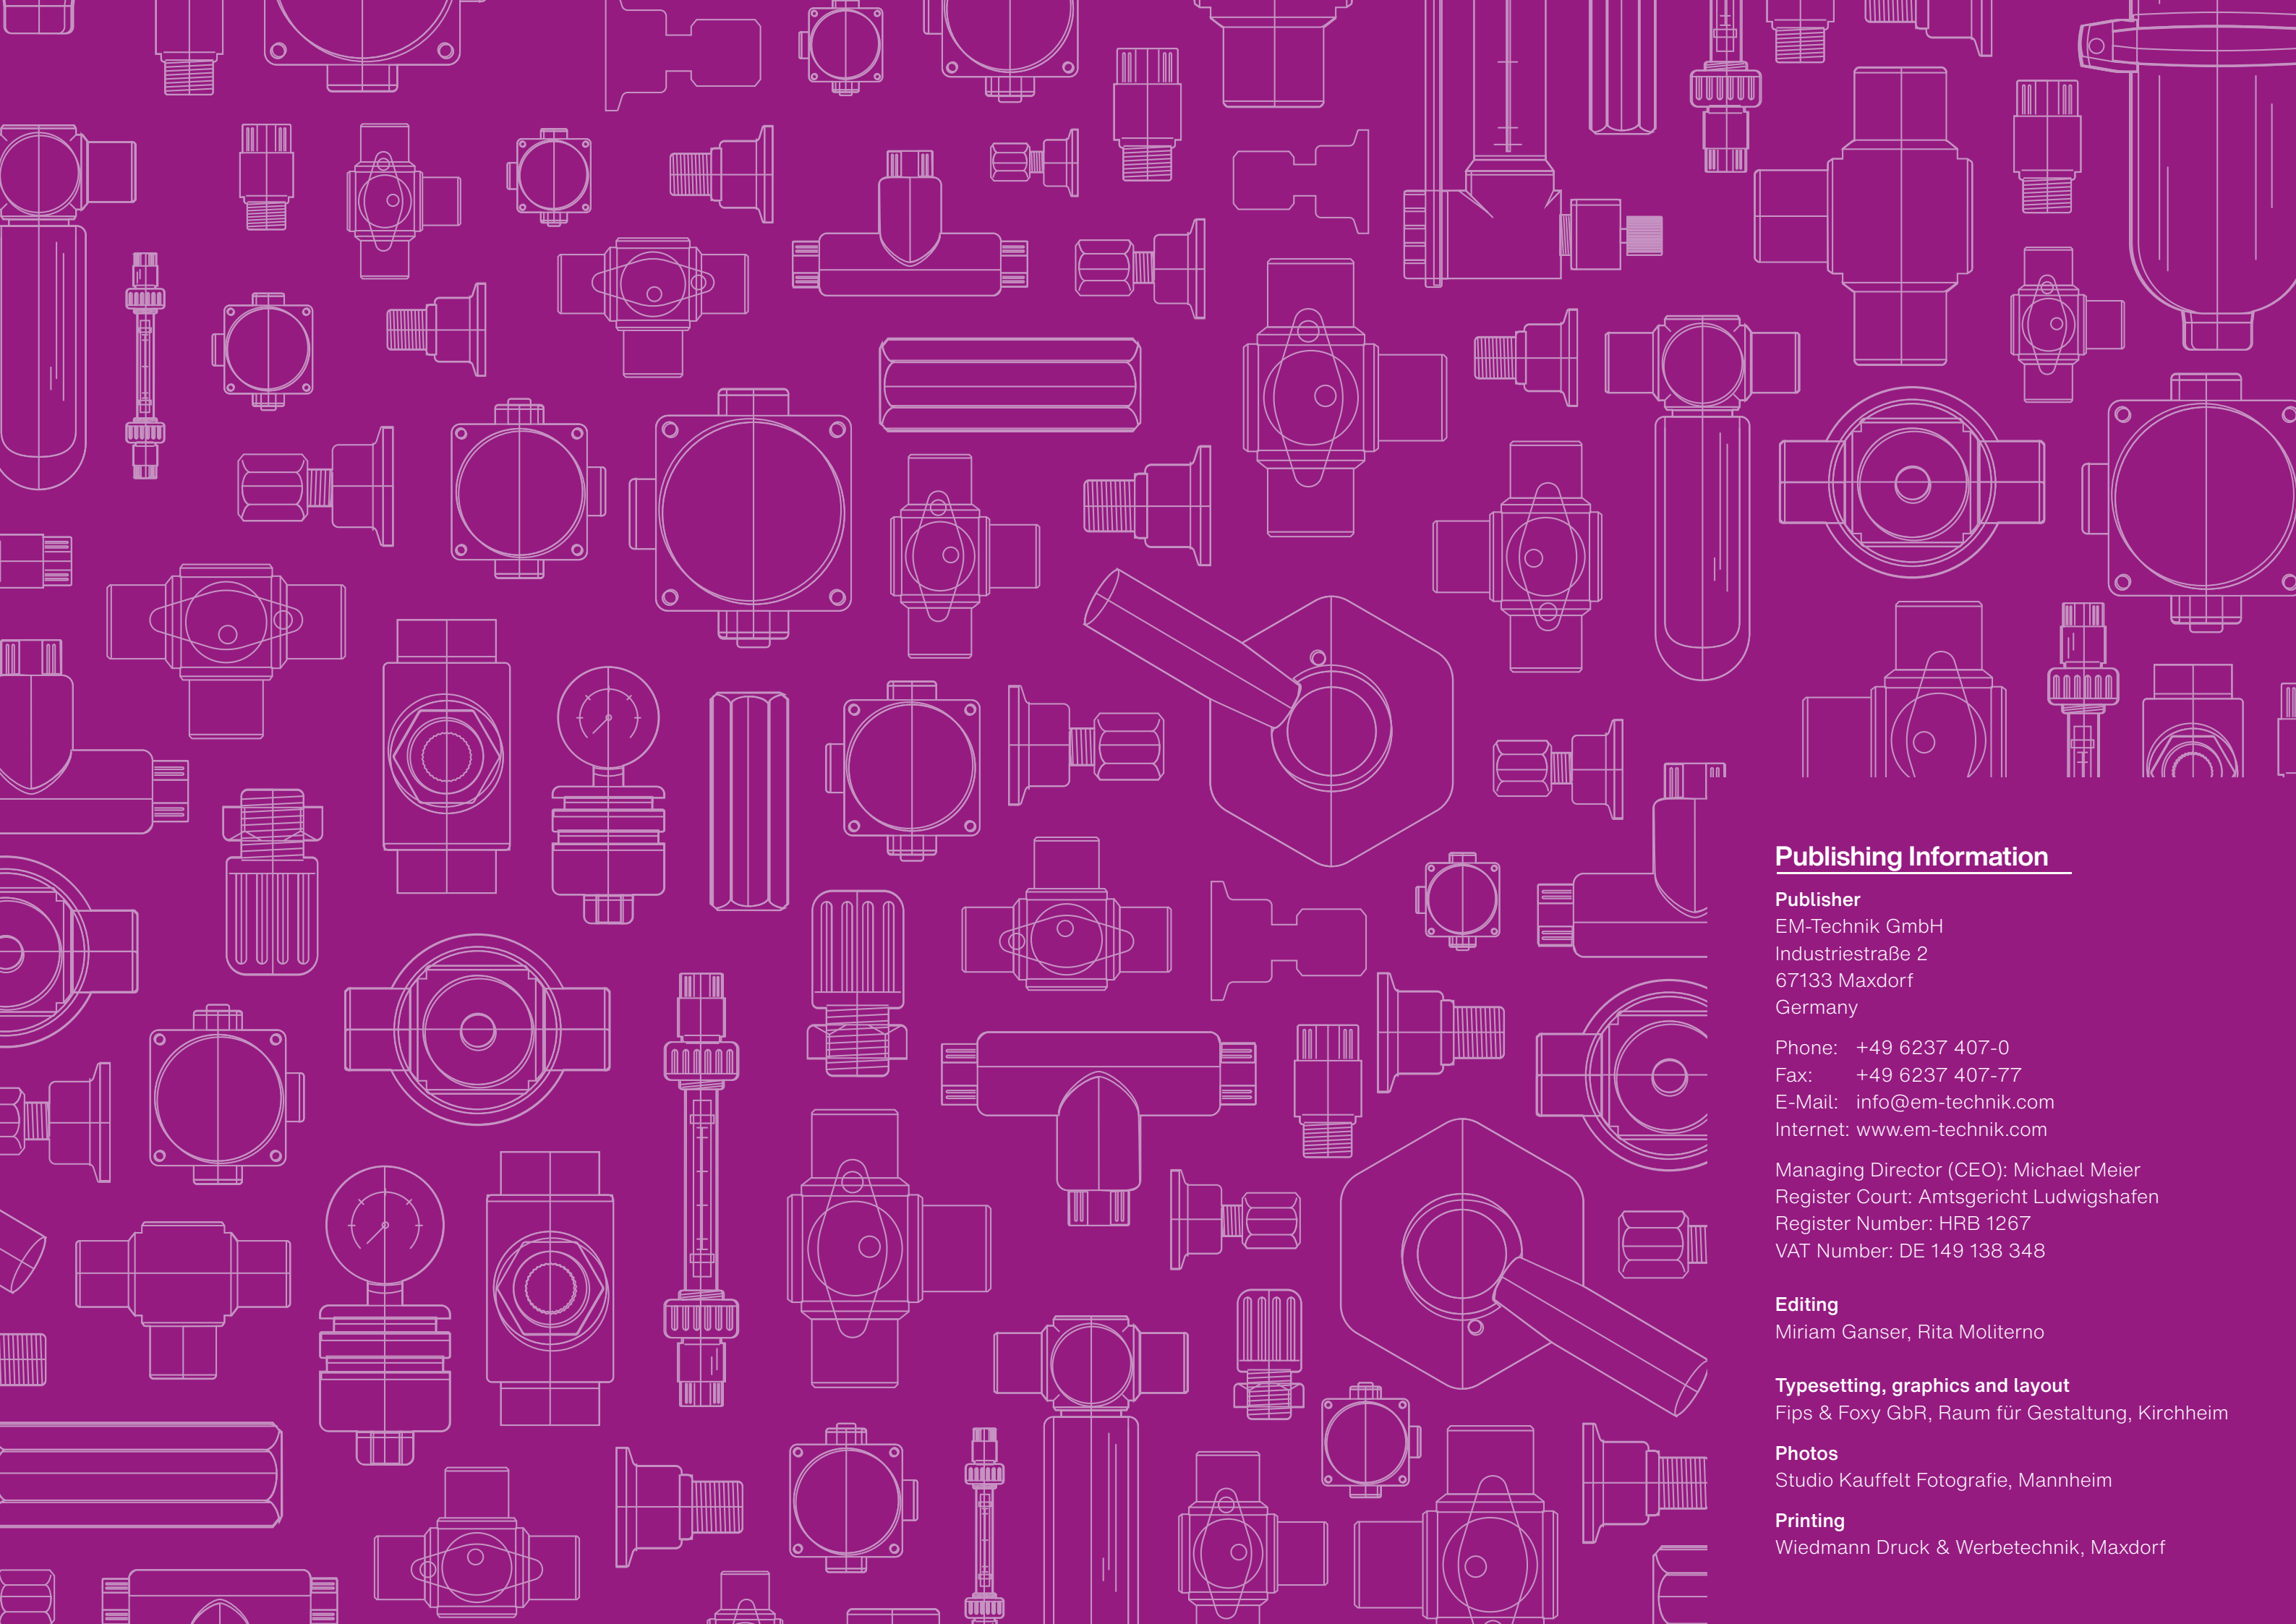 Publishing Information
Publisher
EM-Technik GmbH
Industriestraße 2
67133 Maxdorf
Germany
Phone: +49 6237 407-0
Fax: +49 6237 407-77
E-Mail: info@em-technik.com
Internet: www.em-technik.com
Managing Director (CEO): Michael Meier
Register Court: Amtsgericht Ludwigshafen
Register Number: HRB 1267
VAT Number: DE 149 138 348
Editing
Miriam Ganser, Rita Moliterno
Typesetting, graphics and layout
Fips & Foxy GbR, Raum für Gestaltung, Kirchheim
Photos
Studio Kauffelt Fotografie, Mannheim
Printing
Wiedmann Druck & Werbetechnik, Maxdorf